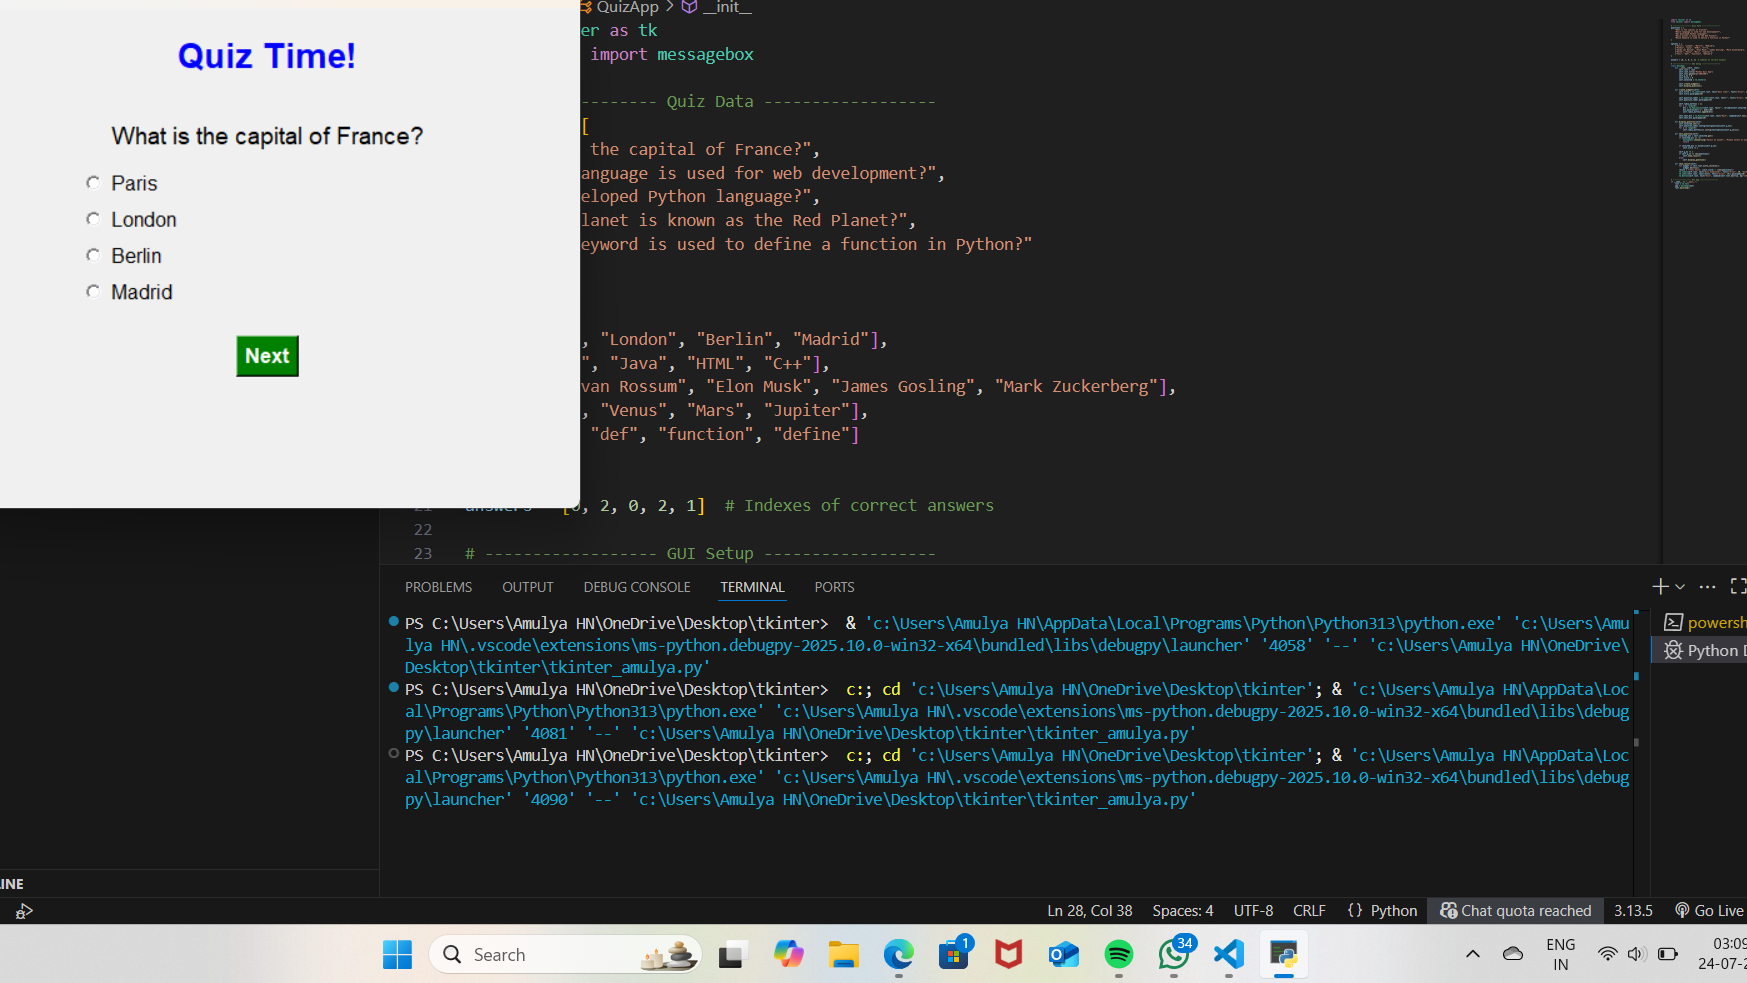 QuizApp > __init__
Quiz Time!
What is the capital of France?
Paris
London
Berlin
Madrid
Next
er as tk
import messagebox
-------- Quiz Data ------------------
[
the capital of France?",
anguage is used for web development?",
eloped Python language?",
lanet is known as the Red Planet?",
eyword is used to define a function in Python?"
, "London", "Berlin", "Madrid"],
", "Java", "HTML", "C++"],
van Rossum", "Elon Musk", "James Gosling", "Mark Zuckerberg"],
, "Venus", "Mars", "Jupiter"],
"def", "function", "define"]
, 2, 0, 2, 1] # Indexes of correct answers
22
23 # ------------------ GUI Setup ------------------
PROBLEMS OUTPUT DEBUG CONSOLE TERMINAL PORTS
PS C:\Users\Amulya HN\OneDrive\Desktop\tkinter> & 'c:\Users\Amulya HN\AppData\Local\Programs\Python\Python313\python.exe' 'c:\Users\Amu
lya HN\.vscode\extensions\ms-python.debugpy-2025.10.0-win32-x64\bundled\libs\debugpy\launcher' '4058' '--' 'c:\Users\Amulya HN\OneDrive\
Desktop\tkinter\tkinter_amulya.py'
PS C:\Users\Amulya HN\OneDrive\Desktop\tkinter> c:; cd 'c:\Users\Amulya HN\OneDrive\Desktop\tkinter'; & 'c:\Users\Amulya HN\AppData\Loc
al\Programs\Python\Python313\python.exe' 'c:\Users\Amulya HN\.vscode\extensions\ms-python.debugpy-2025.10.0-win32-x64\bundled\libs\debug
py\launcher' '4081' '--' 'c:\Users\Amulya HN\OneDrive\Desktop\tkinter\tkinter_amulya.py'
PS C:\Users\Amulya HN\OneDrive\Desktop\tkinter> c:; cd 'c:\Users\Amulya HN\OneDrive\Desktop\tkinter'; & 'c:\Users\Amulya HN\AppData\Loc
al\Programs\Python\Python313\python.exe' 'c:\Users\Amulya HN\.vscode\extensions\ms-python.debugpy-2025.10.0-win32-x64\bundled\libs\debug
py\launcher' '4090' '--' 'c:\Users\Amulya HN\OneDrive\Desktop\tkinter\tkinter_amulya.py'
powersh
Python D
INE
Ln 28, Col 38 Spaces: 4 UTF-8 CRLF {} Python Chat quota reached 3.13.5 Go Live
Search
1
34
ENG
IN
03:09
24-07-2